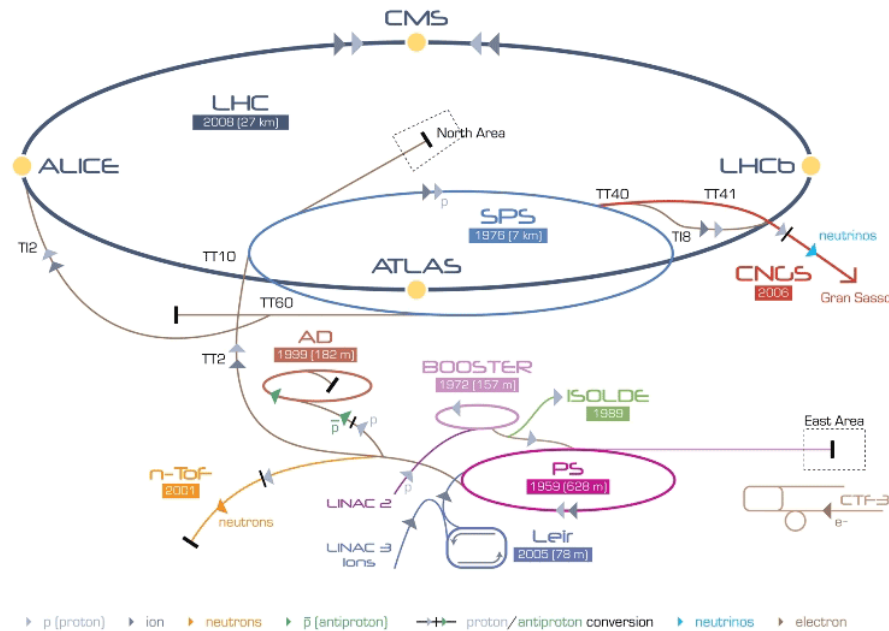 CMS
LHC
2008 (27 km)
North Area
ALICE
LHCb
TT40
TT41
SPS
1976 (7 km)
p
TI8
neutrinos
TI2
TT10
ATLAS
CNGS
2006
Gran Sasso
TT60
AD
1999 (182 m)
TT2
BOOSTER
1972 (157 m)
ISOLDE
1989
p̄
p
East Area
n-ToF
2001
PS
1959 (628 m)
p
LINAC 2
neutrons
CTF-3
e-
LINAC 3
Ions
Leir
2005 (78 m)
p (proton)
ion
neutrons
p̄ (antiproton)
proton/antiproton conversion
neutrinos
electron